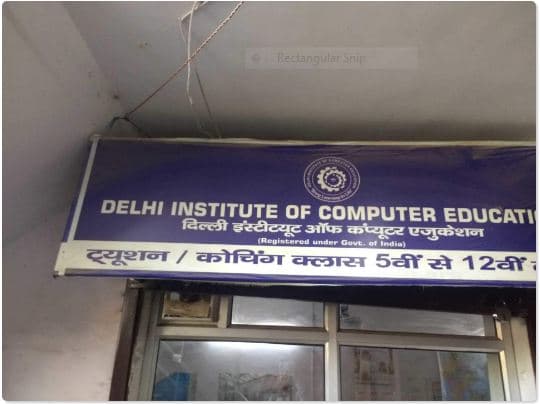 Rectangular Snip
DELHI INSTITUTE OF COMPUTER EDUCATIO
दिल्ली इंस्टीटयूट ऑफ कंप्यूटर एजुकेशन
(Registered under Govt. of India)
ट्यूशन / कोचिंग क्लास 5वीं से 12वीं